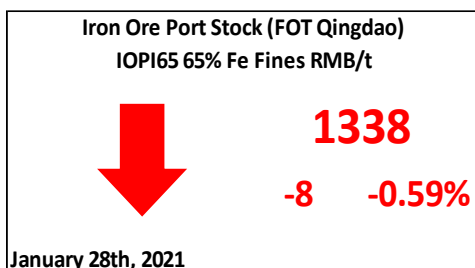 Iron Ore Port Stock (FOT Qingdao)
IOPI65 65% Fe Fines RMB/t
1338
-8 -0.59%
January 28th, 2021